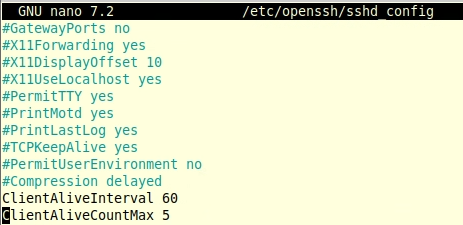 GNU nano 7.2 /etc/openssh/sshd_config
#GatewayPorts no
#X11Forwarding yes
#X11DisplayOffset 10
#X11UseLocalhost yes
#PermitTTY yes
#PrintMotd yes
#PrintLastLog yes
#TCPKeepAlive yes
#PermitUserEnvironment no
#Compression delayed
ClientAliveInterval 60
ClientAliveCountMax 5